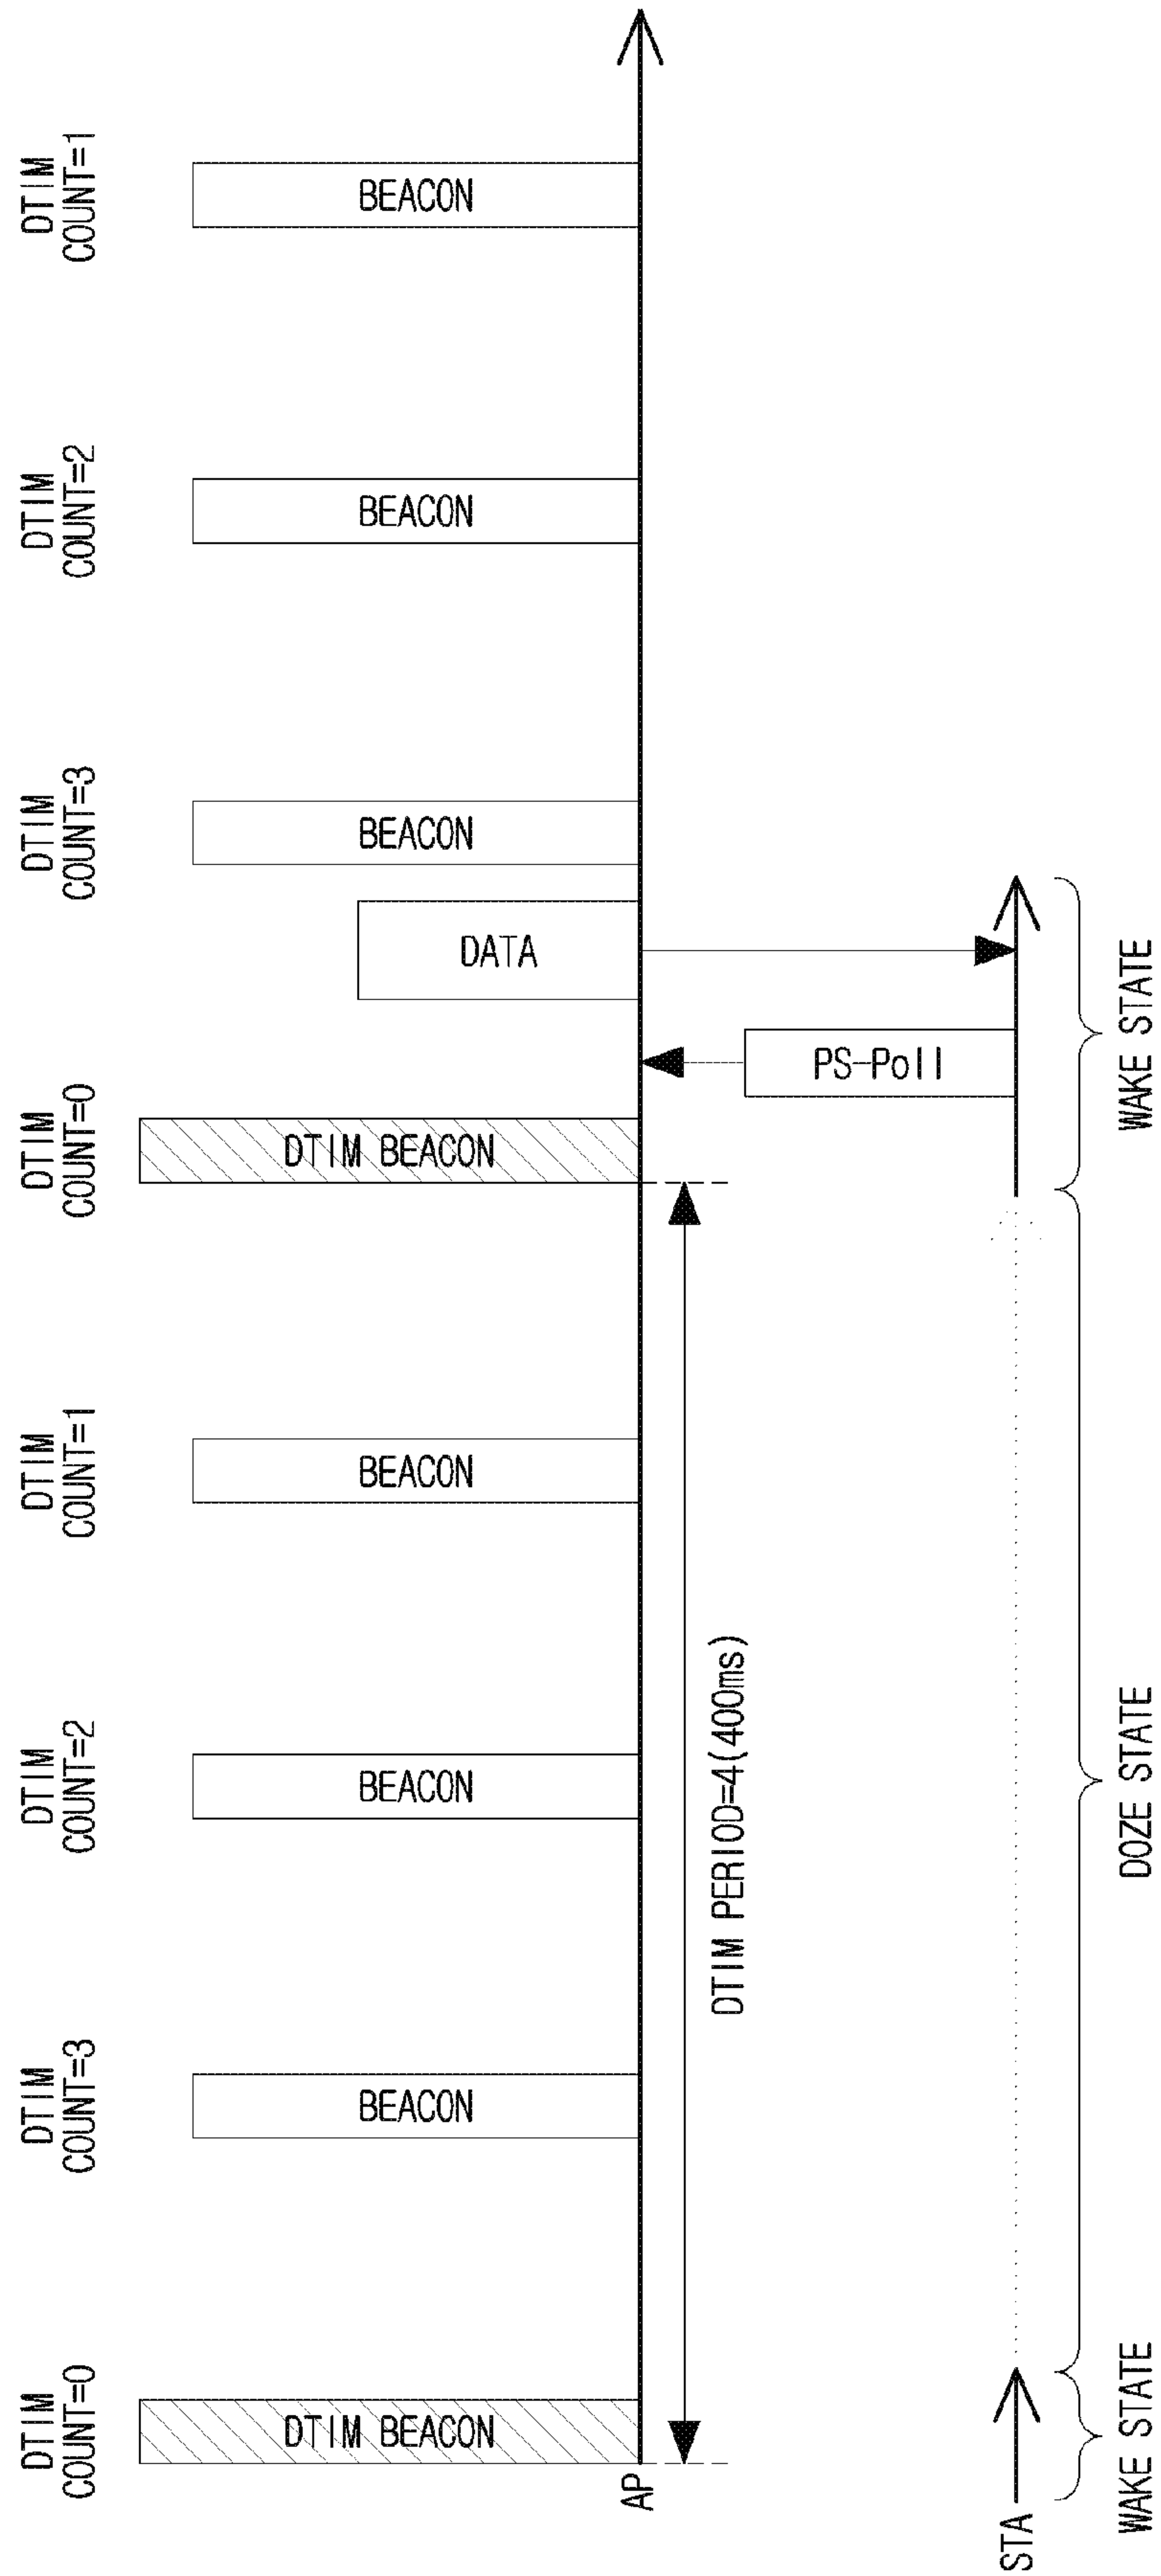 DTIM
COUNT=0
DTIM
COUNT=3
DTIM
COUNT=2
DTIM
COUNT=1
DTIM
COUNT=0
DTIM
COUNT=3
DTIM
COUNT=2
DTIM
COUNT=1
DTIM BEACON
BEACON
BEACON
BEACON
DTIM BEACON
DATA
BEACON
BEACON
BEACON
AP
DTIM PERIOD=4(400ms)
PS-Poll
STA
WAKE STATE
DOZE STATE
WAKE STATE